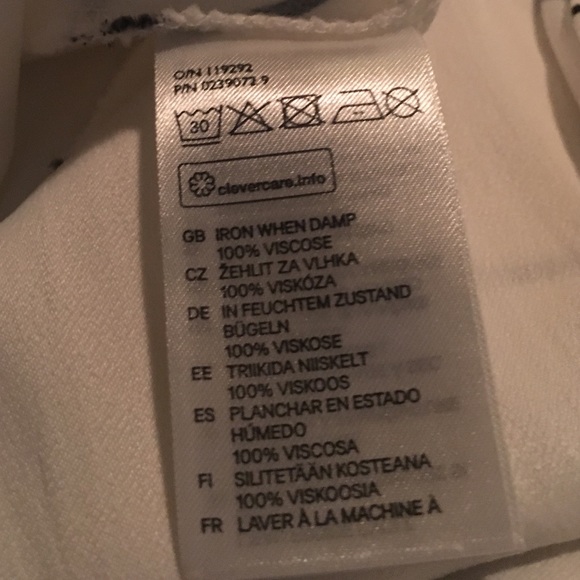 O/N 119292
P/N 0239072 9
30
clevercare.info
GB IRON WHEN DAMP
100% VISCOSE
CZ ŽEHLIT ZA VLHKA
100% VISKÓZA
DE IN FEUCHTEM ZUSTAND
BÜGELN
100% VISKOSE
EE TRIIKIDA NIISKELT
100% VISKOOS
ES PLANCHAR EN ESTADO
HÚMEDO
100% VISCOSA
FI SILITETÄÄN KOSTEANA
100% VISKOOSIA
FR LAVER À LA MACHINE À